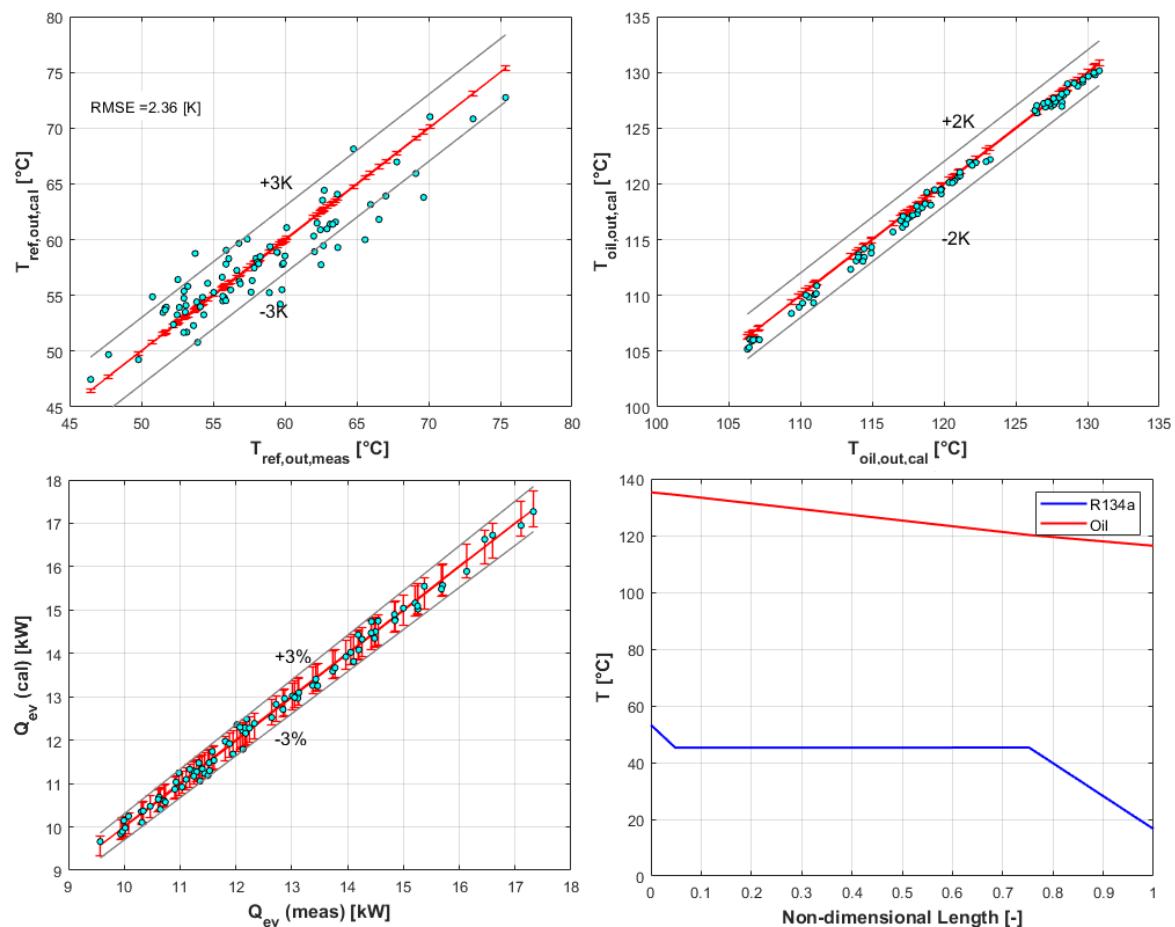 80
75
70
65
60
55
50
45
RMSE =2.36 [K]
+3K
-3K
T_ref,out,cal [°C]
45 50 55 60 65 70 75 80
T_ref,out,meas [°C]
135
130
125
120
115
110
105
100
+2K
-2K
T_oil,out,cal [°C]
100 105 110 115 120 125 130 135
T_oil,out,cal [°C]
18
17
16
15
14
13
12
11
10
9
+3%
-3%
Q_ev (cal) [kW]
9 10 11 12 13 14 15 16 17 18
Q_ev (meas) [kW]
140
120
100
80
60
40
20
0
R134a
Oil
T [°C]
0 0.1 0.2 0.3 0.4 0.5 0.6 0.7 0.8 0.9 1
Non-dimensional Length [-]